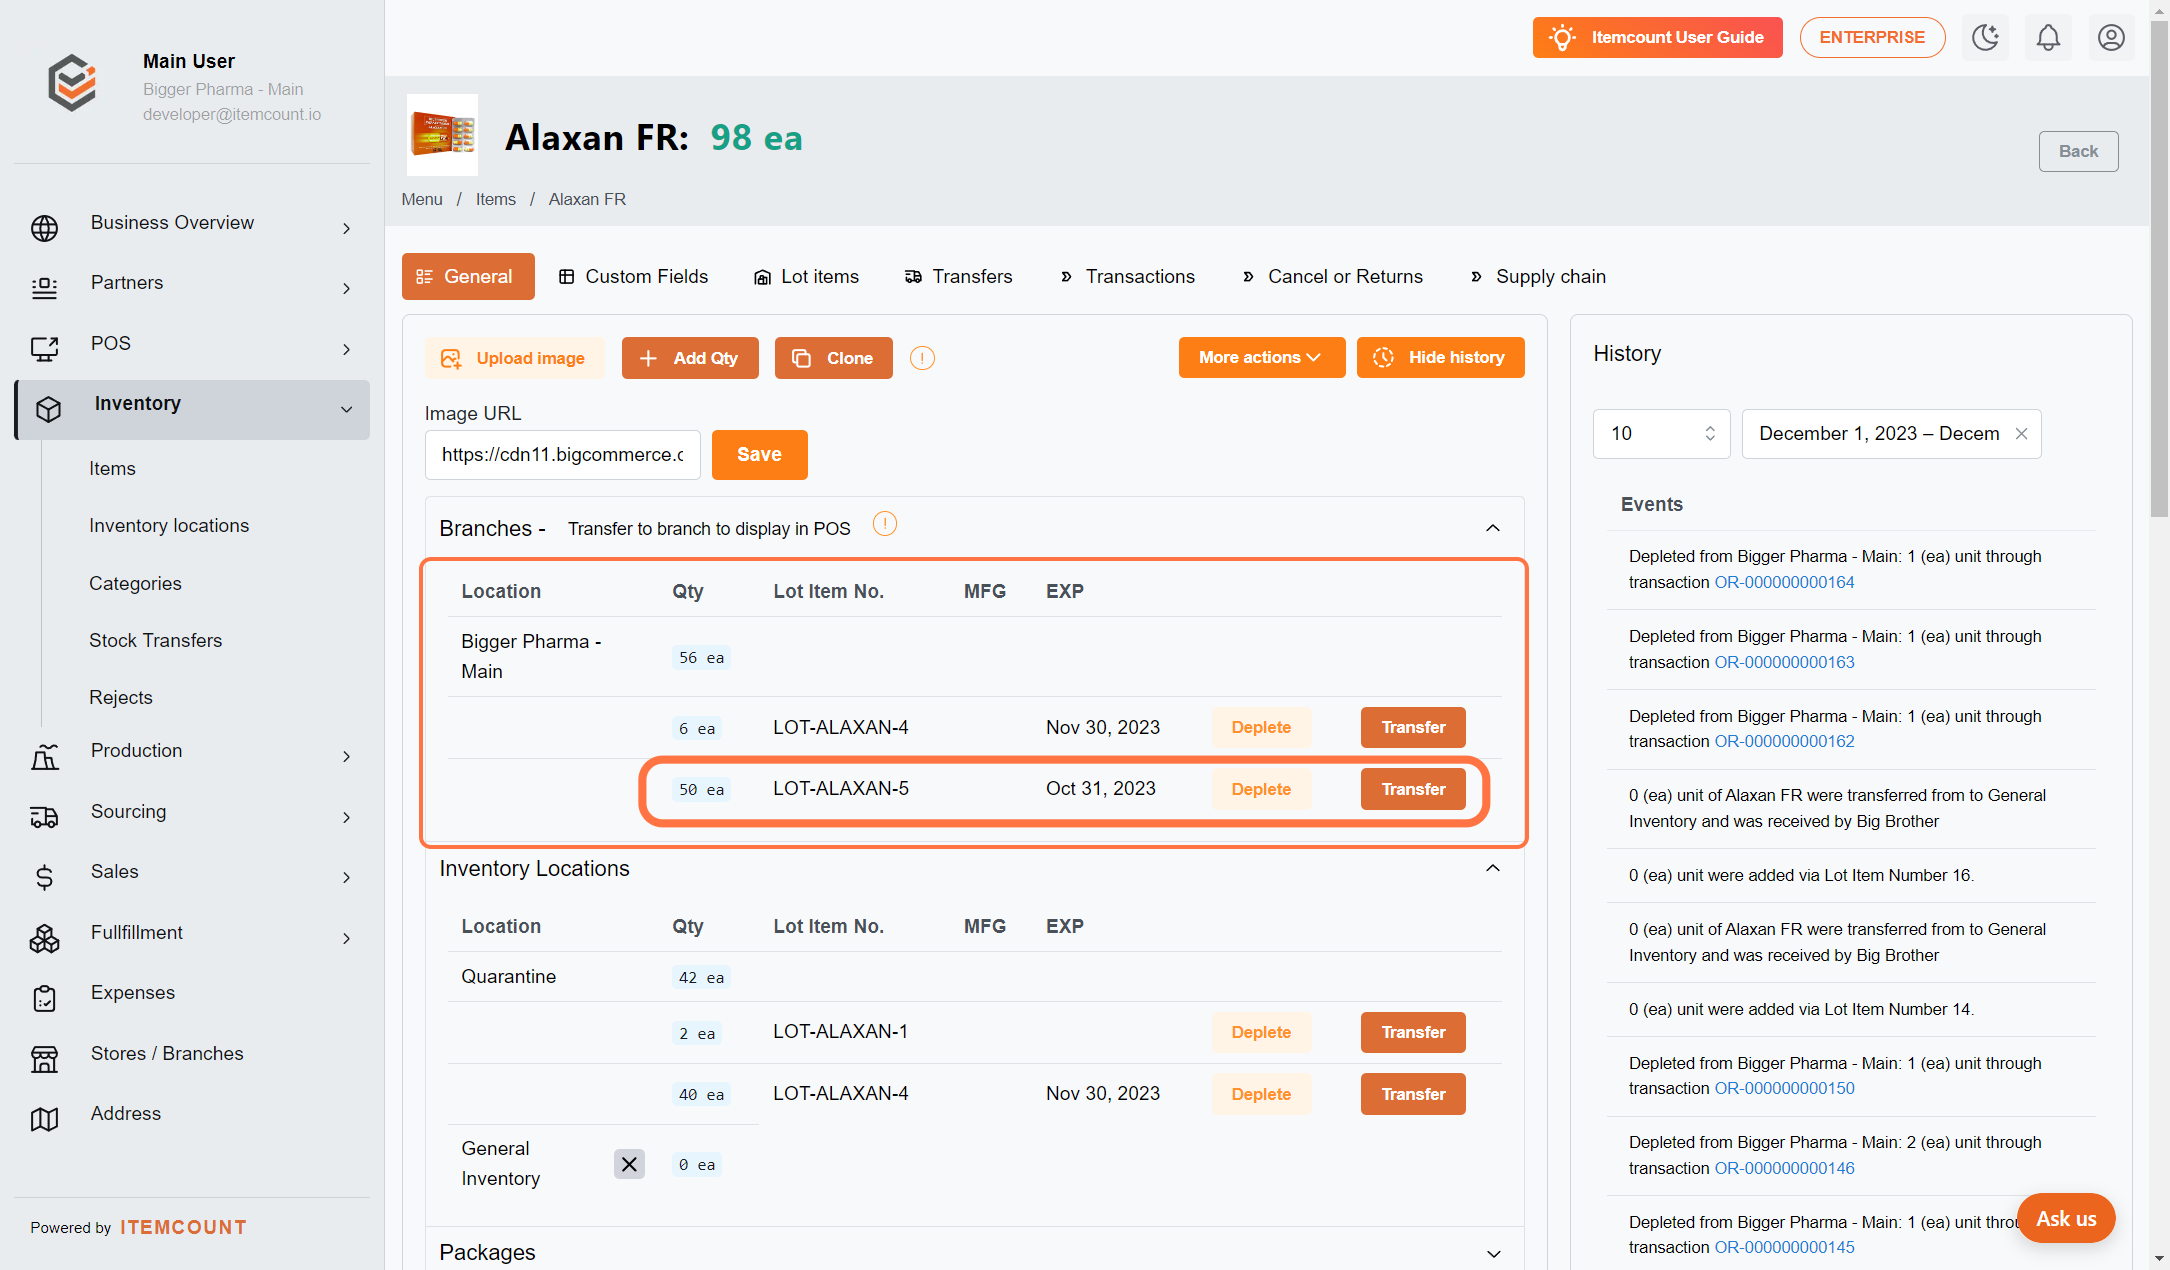 Main User
Bigger Pharma - Main
developer@itemcount.io
Business Overview
Partners
POS
Inventory
Items
Inventory locations
Categories
Stock Transfers
Rejects
Production
Sourcing
Sales
Fullfillment
Expenses
Stores / Branches
Address
Powered by ITEMCOUNT
Itemcount User Guide
ENTERPRISE
Alaxan FR: 98 ea
Back
Menu / Items / Alaxan FR
General Custom Fields Lot items Transfers Transactions Cancel or Returns Supply chain
Upload image Add Qty Clone More actions Hide history
Image URL
https://cdn11.bigcommerce.c Save
Branches - Transfer to branch to display in POS
Location Qty Lot Item No. MFG EXP
Bigger Pharma -
Main
56 ea
6 ea LOT-ALAXAN-4 Nov 30, 2023 Deplete Transfer
50 ea LOT-ALAXAN-5 Oct 31, 2023 Deplete Transfer
Inventory Locations
Location Qty Lot Item No. MFG EXP
Quarantine 42 ea
2 ea LOT-ALAXAN-1 Deplete Transfer
40 ea LOT-ALAXAN-4 Nov 30, 2023 Deplete Transfer
General
Inventory
0 ea
Packages
History
10 December 1, 2023 – Decem
Events
Depleted from Bigger Pharma - Main: 1 (ea) unit through
transaction OR-000000000164
Depleted from Bigger Pharma - Main: 1 (ea) unit through
transaction OR-000000000163
Depleted from Bigger Pharma - Main: 1 (ea) unit through
transaction OR-000000000162
0 (ea) unit of Alaxan FR were transferred from to General
Inventory and was received by Big Brother
0 (ea) unit were added via Lot Item Number 16.
0 (ea) unit of Alaxan FR were transferred from to General
Inventory and was received by Big Brother
0 (ea) unit were added via Lot Item Number 14.
Depleted from Bigger Pharma - Main: 1 (ea) unit through
transaction OR-000000000150
Depleted from Bigger Pharma - Main: 2 (ea) unit through
transaction OR-000000000146
Depleted from Bigger Pharma - Main: 1 (ea) unit
transaction OR-000000000145
Ask us